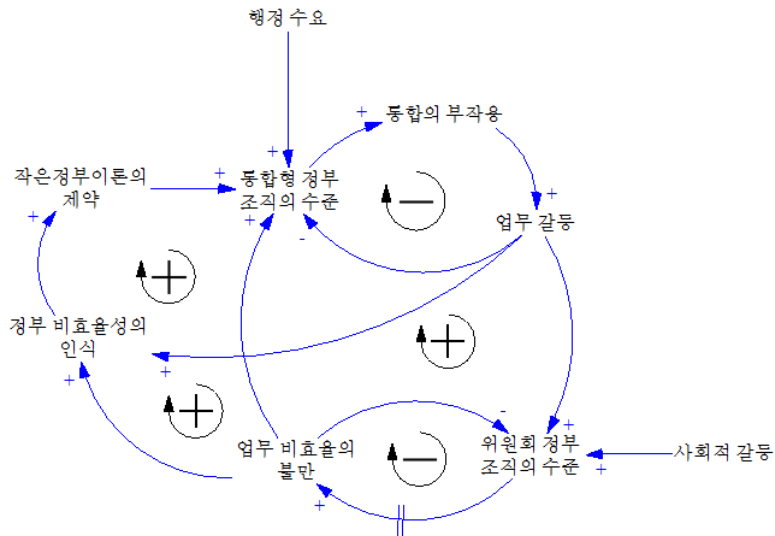 행정 수요
+
통합의 부작용
+
작은정부이론의
제약
+
+
통합형 정부
조직의 수준
+
-
+
업무 갈등
+
정부 비효율성의
인식
+
+
업무 비효율의
불만
+
-
+
위원회 정부
조직의 수준
+
사회적 갈등